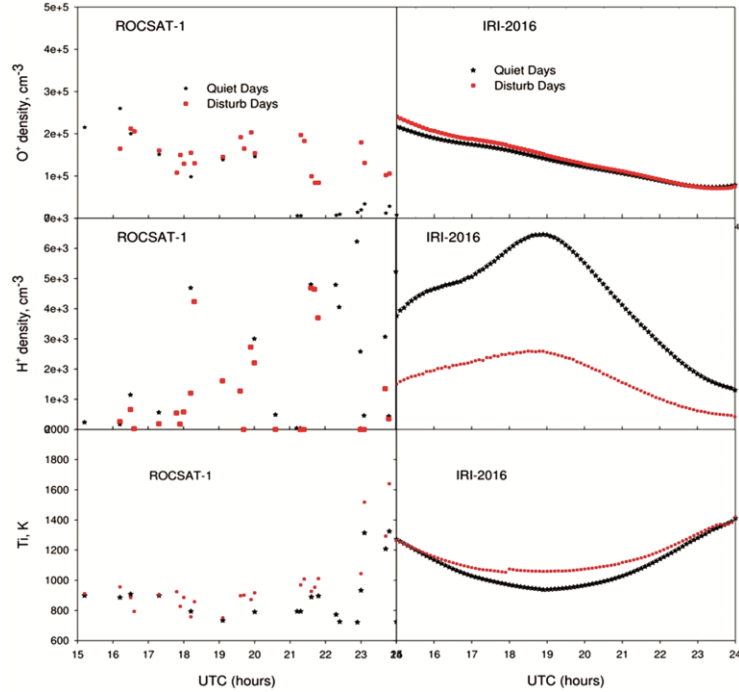 5e+5
ROCSAT-1
IRI-2016
4e+5
Quiet Days
Disturb Days
Quiet Days
Disturb Days
3e+5
O⁺ density, cm⁻³
2e+5
1e+5
ROCSAT-1
IRI-2016
6e+3
5e+3
4e+3
H⁺ density, cm⁻³
3e+3
2e+3
1e+3
1800
ROCSAT-1
IRI-2016
1600
1400
Ti, K
1200
1000
800
600
15 16 17 18 19 20 21 22 23
16 17 18 19 20 21 22 23 24
UTC (hours)
UTC (hours)